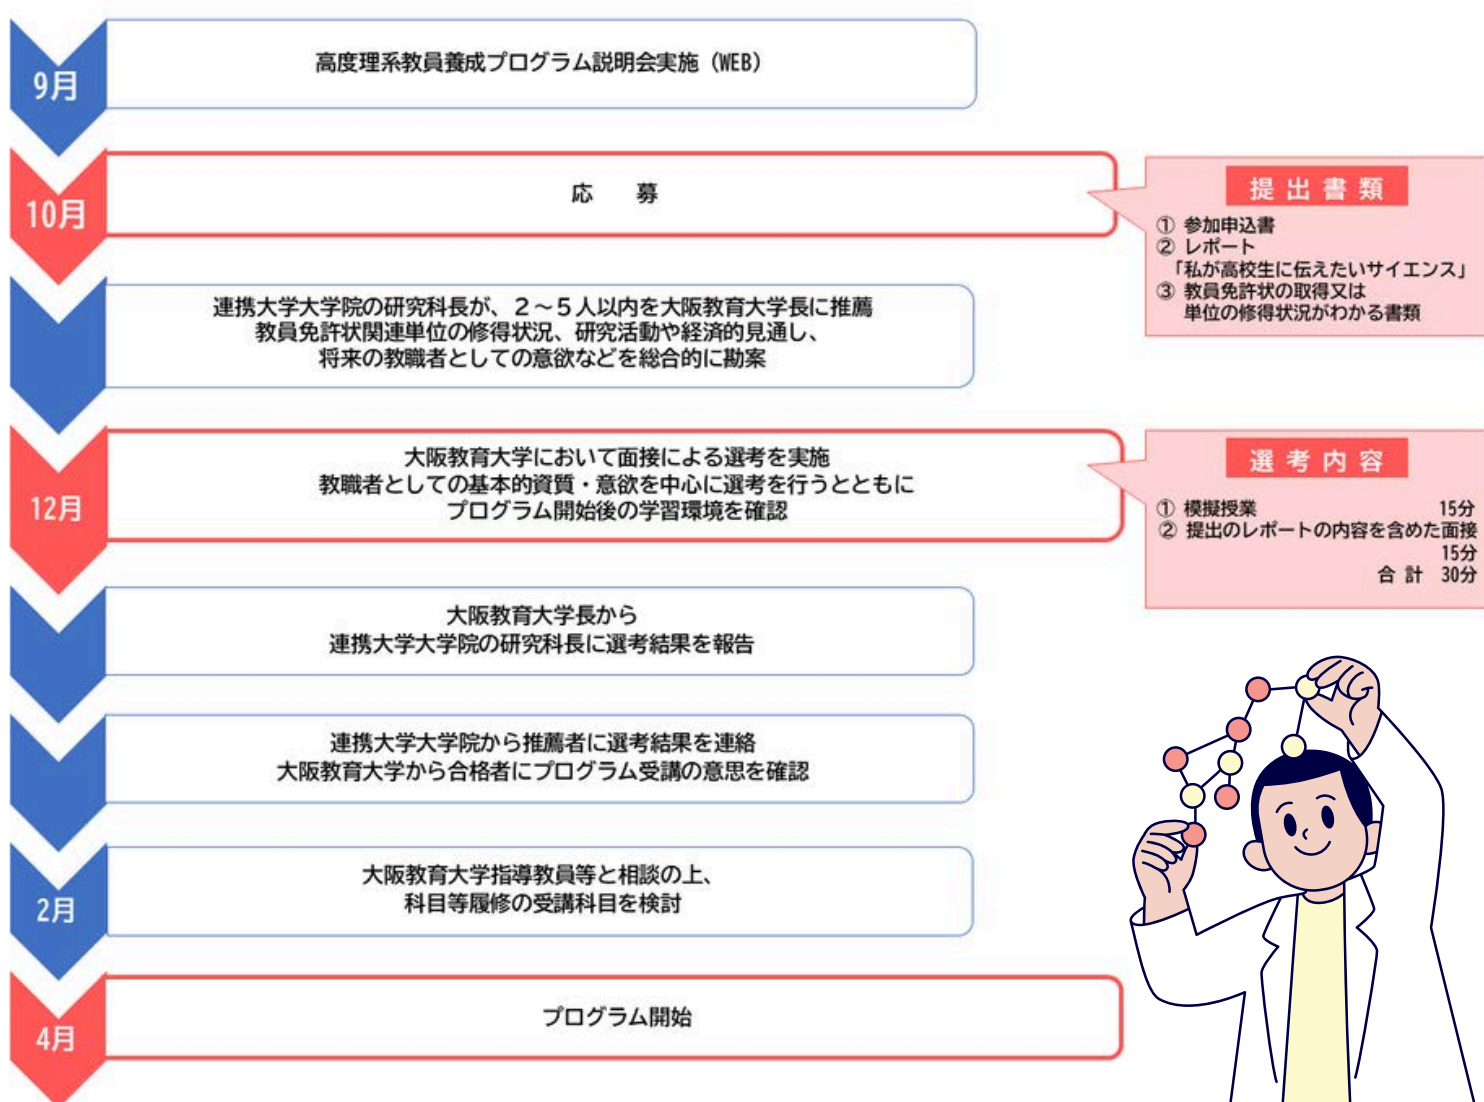 9月
高度理系教員養成プログラム説明会実施（WEB）
10月
応　募
提出書類
① 参加申込書
② レポート
「私が高校生に伝えたいサイエンス」
③ 教員免許状の取得又は
単位の修得状況がわかる書類
連携大学大学院の研究科長が、２～５人以内を大阪教育大学長に推薦
教員免許状関連単位の修得状況、研究活動や経済的見通し、
将来の教職者としての意欲などを総合的に勘案
12月
大阪教育大学において面接による選考を実施
教職者としての基本的資質・意欲を中心に選考を行うとともに
プログラム開始後の学習環境を確認
選考内容
① 模擬授業　15分
② 提出のレポートの内容を含めた面接
15分
合 計　30分
大阪教育大学長から
連携大学大学院の研究科長に選考結果を報告
連携大学大学院から推薦者に選考結果を連絡
大阪教育大学から合格者にプログラム受講の意思を確認
2月
大阪教育大学指導教員等と相談の上、
科目等履修の受講科目を検討
4月
プログラム開始